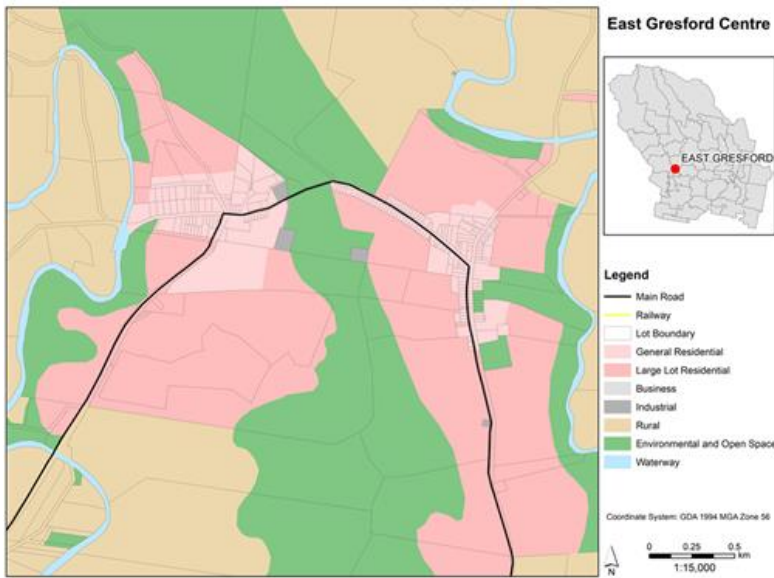 East Gresford Centre
EAST GRESFORD
Legend
Main Road
Railway
Lot Boundary
General Residential
Large Lot Residential
Business
Industrial
Rural
Environmental and Open Space
Waterway
Coordinate System: GDA 1994 MGA Zone 56
0 0.25 0.5
km
1:15,000
N